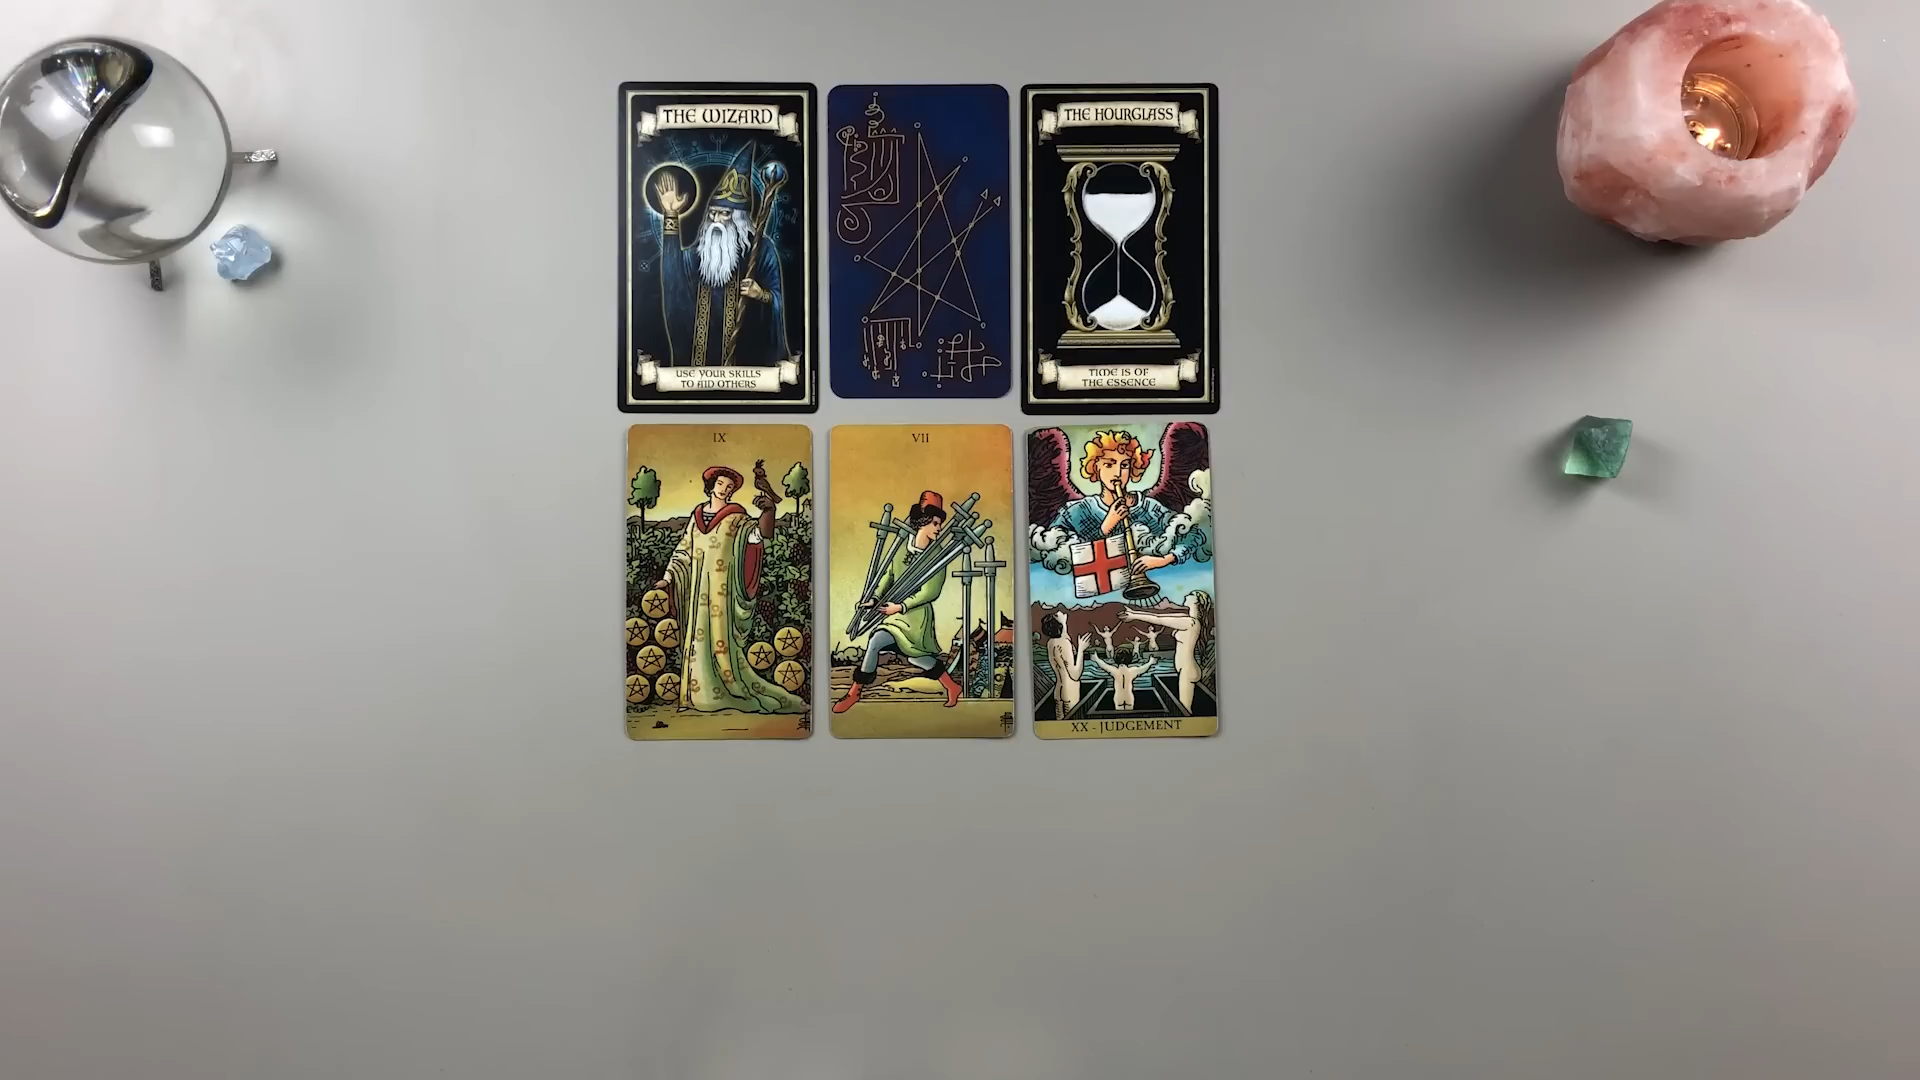 THE WIZARD
USE YOUR SKILLS
TO AID OTHERS
THE HOURGLASS
TIME IS OF
THE ESSENCE
IX
VII
XX - JUDGEMENT